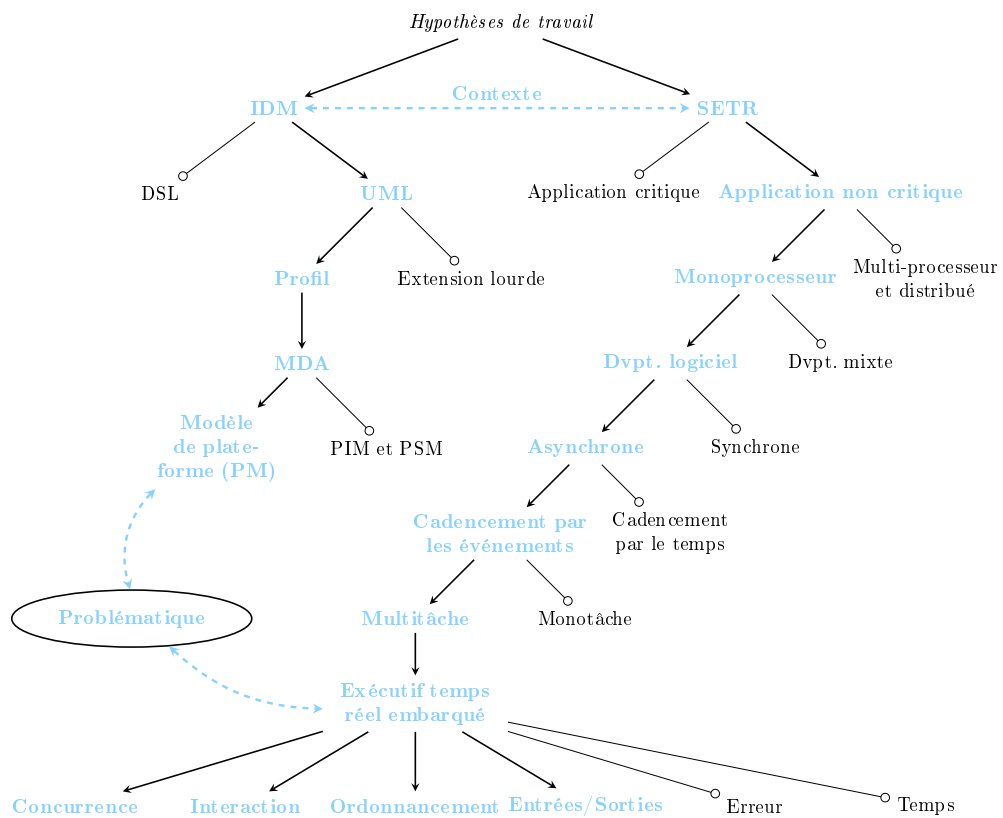 Hypothèses de travail
Contexte
IDM
SETR
DSL
UML
Application critique
Application non critique
Profil
Extension lourde
Monoprocesseur
Multi-processeur
et distribué
MDA
Dvpt. logiciel
Dvpt. mixte
Modèle
de plate-
forme (PM)
PIM et PSM
Asynchrone
Synchrone
Cadencement par
les événements
Cadencement
par le temps
Problématique
Multitâche
Monotâche
Exécutif temps
réel embarqué
Concurrence
Interaction
Ordonnancement
Entrées/Sorties
Erreur
Temps